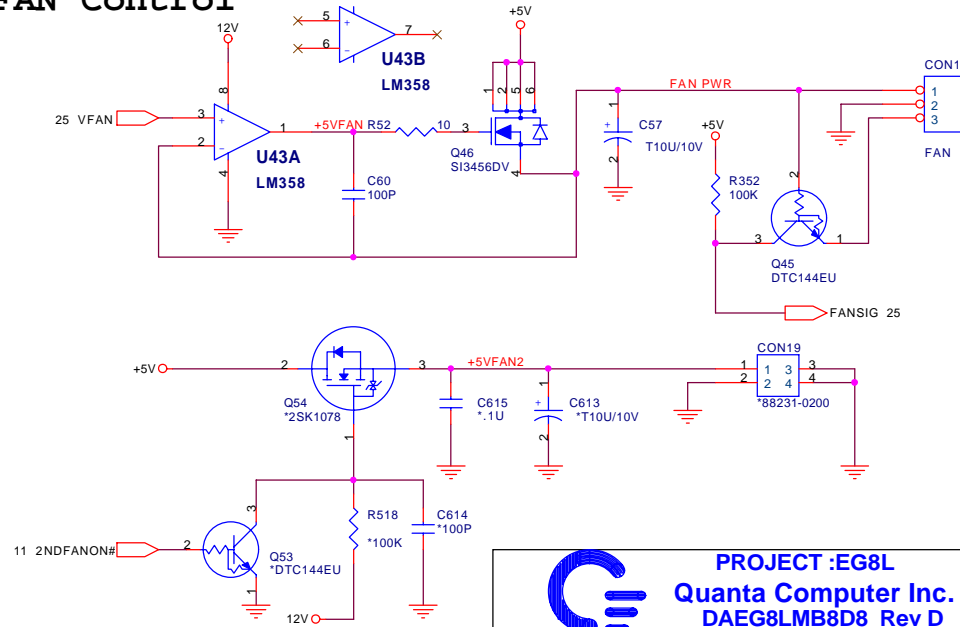 FAN Control
12V
5
6
7
U43B
LM358
+5V
1 2 5 6
CON1
FAN PWR
25 VFAN
3
2
8
4
1
U43A
LM358
+5VFAN
R52
10
3
4
Q46
SI3456DV
C60
100P
1
2
C57
T10U/10V
+5V
R352
100K
1
2
3
FAN
2
3
1
Q45
DTC144EU
FANSIG 25
+5V
2
3
1
Q54
*2SK1078
+5VFAN2
C615
*.1U
1
2
C613
*T10U/10V
CON19
1
2
1 3
2 4
3
4
*88231-0200
11 2NDFANON#
2
3
1
Q53
*DTC144EU
R518
*100K
C614
*100P
12V
PROJECT :EG8L
Quanta Computer Inc.
DAEG8LMB8D8 Rev D